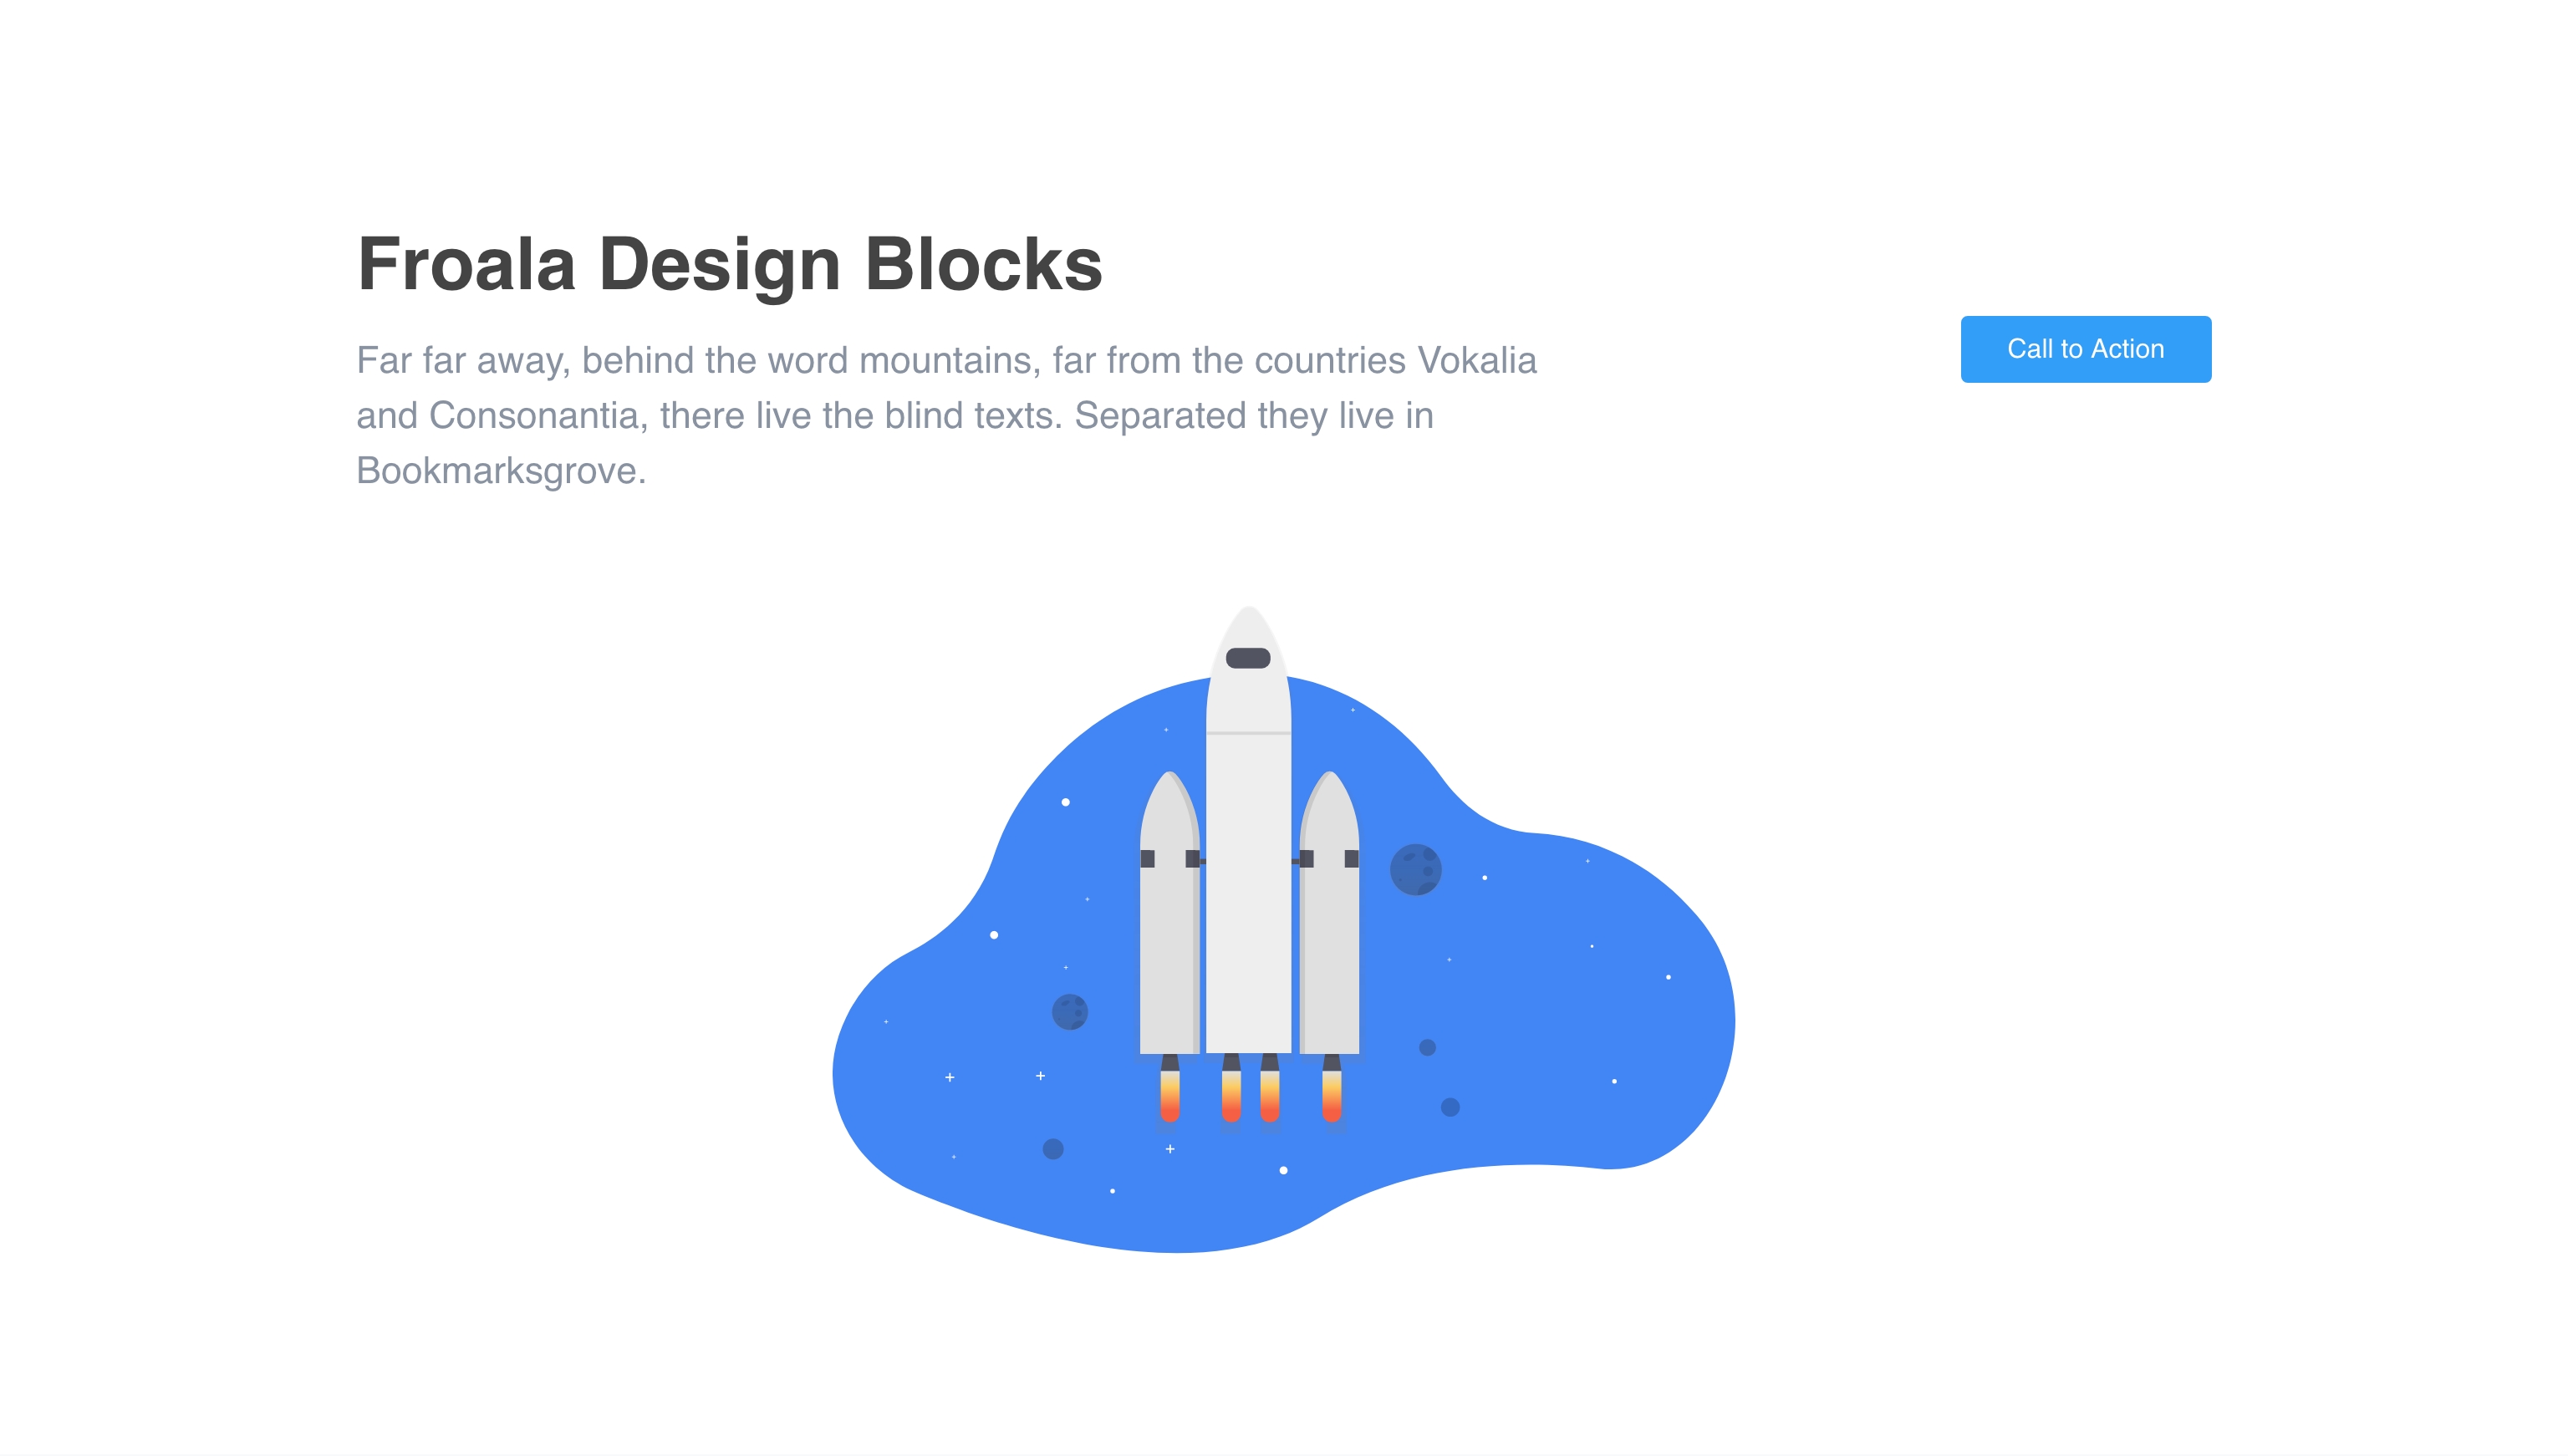 Froala Design Blocks
Far far away, behind the word mountains, far from the countries Vokalia
and Consonantia, there live the blind texts. Separated they live in
Bookmarksgrove.
Call to Action